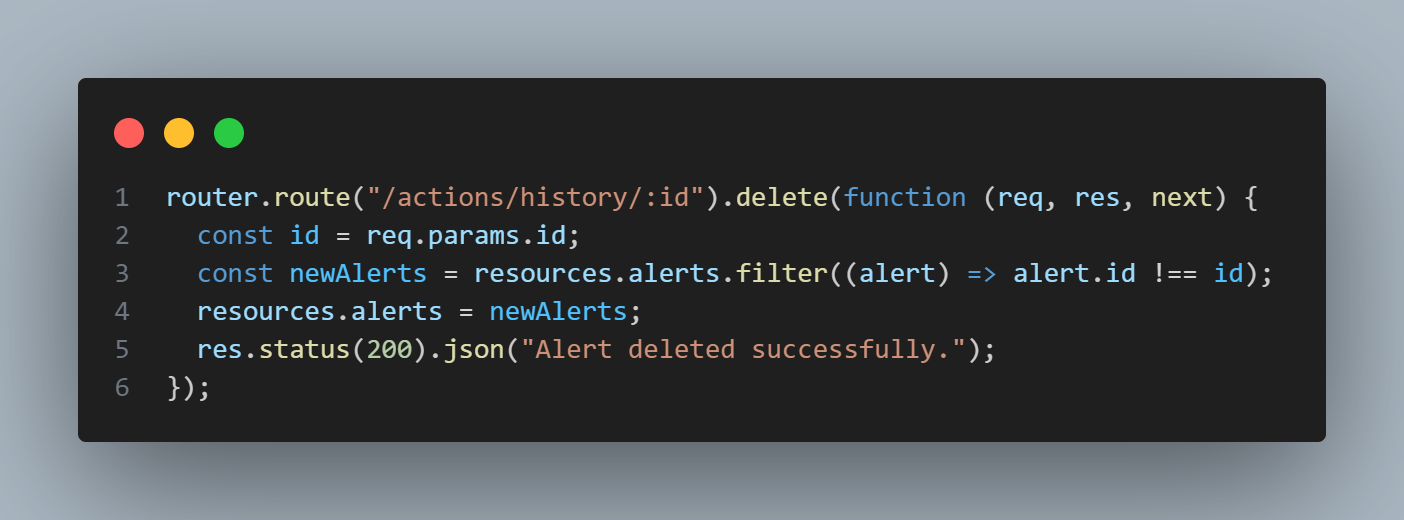 1 router.route("/actions/history/:id").delete(function (req, res, next) {
2   const id = req.params.id;
3   const newAlerts = resources.alerts.filter((alert) => alert.id !== id);
4   resources.alerts = newAlerts;
5   res.status(200).json("Alert deleted successfully.");
6 });